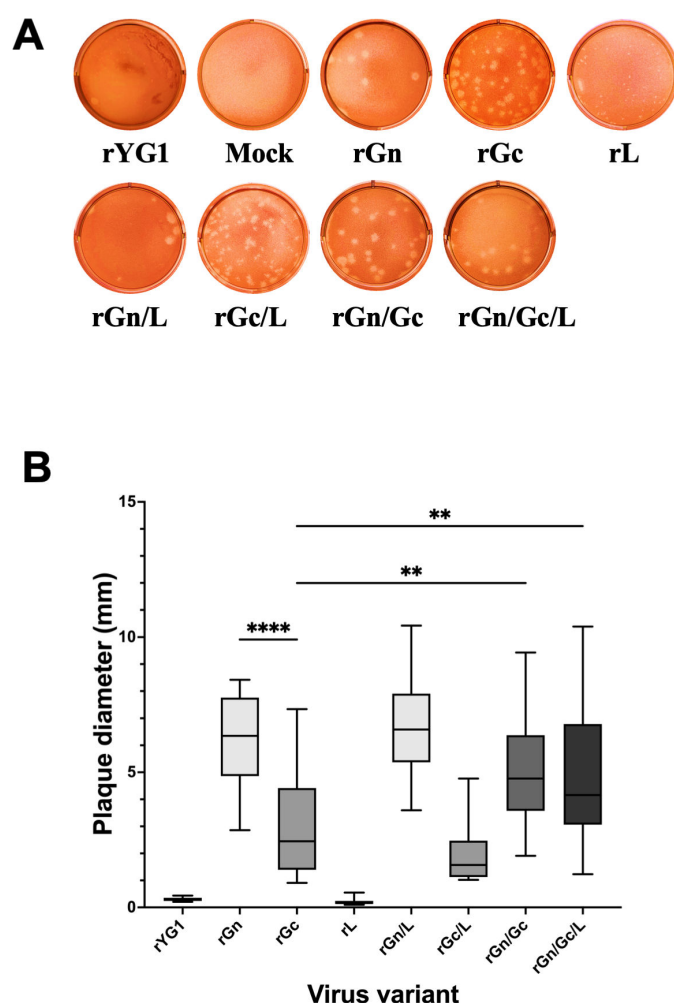 A
rYG1 Mock rGn rGc rL
rGn/L rGc/L rGn/Gc rGn/Gc/L
B
15
10
5
0
Plaque diameter (mm)
**
**
****
rYG1 rGn rGc rL rGn/L rGc/L rGn/Gc rGn/Gc/L
Virus variant